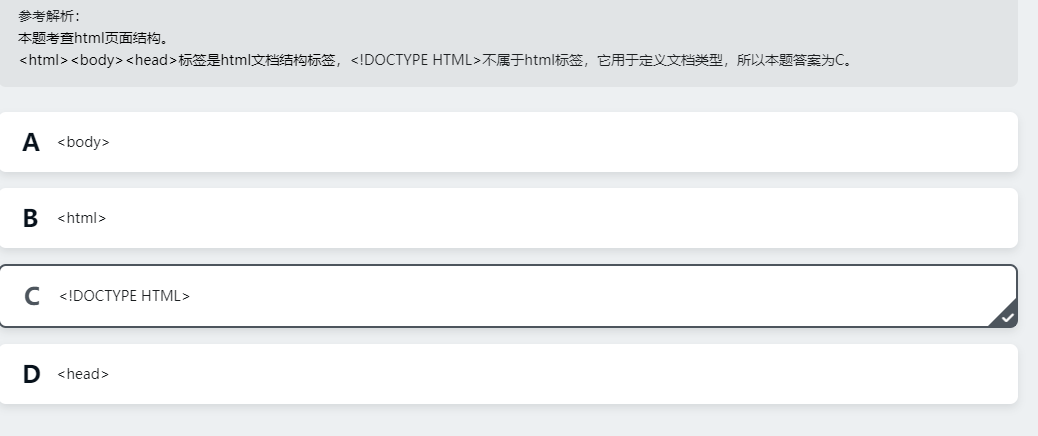 参考解析：
本题考查html页面结构。
<html><body><head>标签是html文档结构标签，<!DOCTYPE HTML>不属于html标签，它用于定义文档类型，所以本题答案为C。
A <body>
B <html>
C <!DOCTYPE HTML>
D <head>